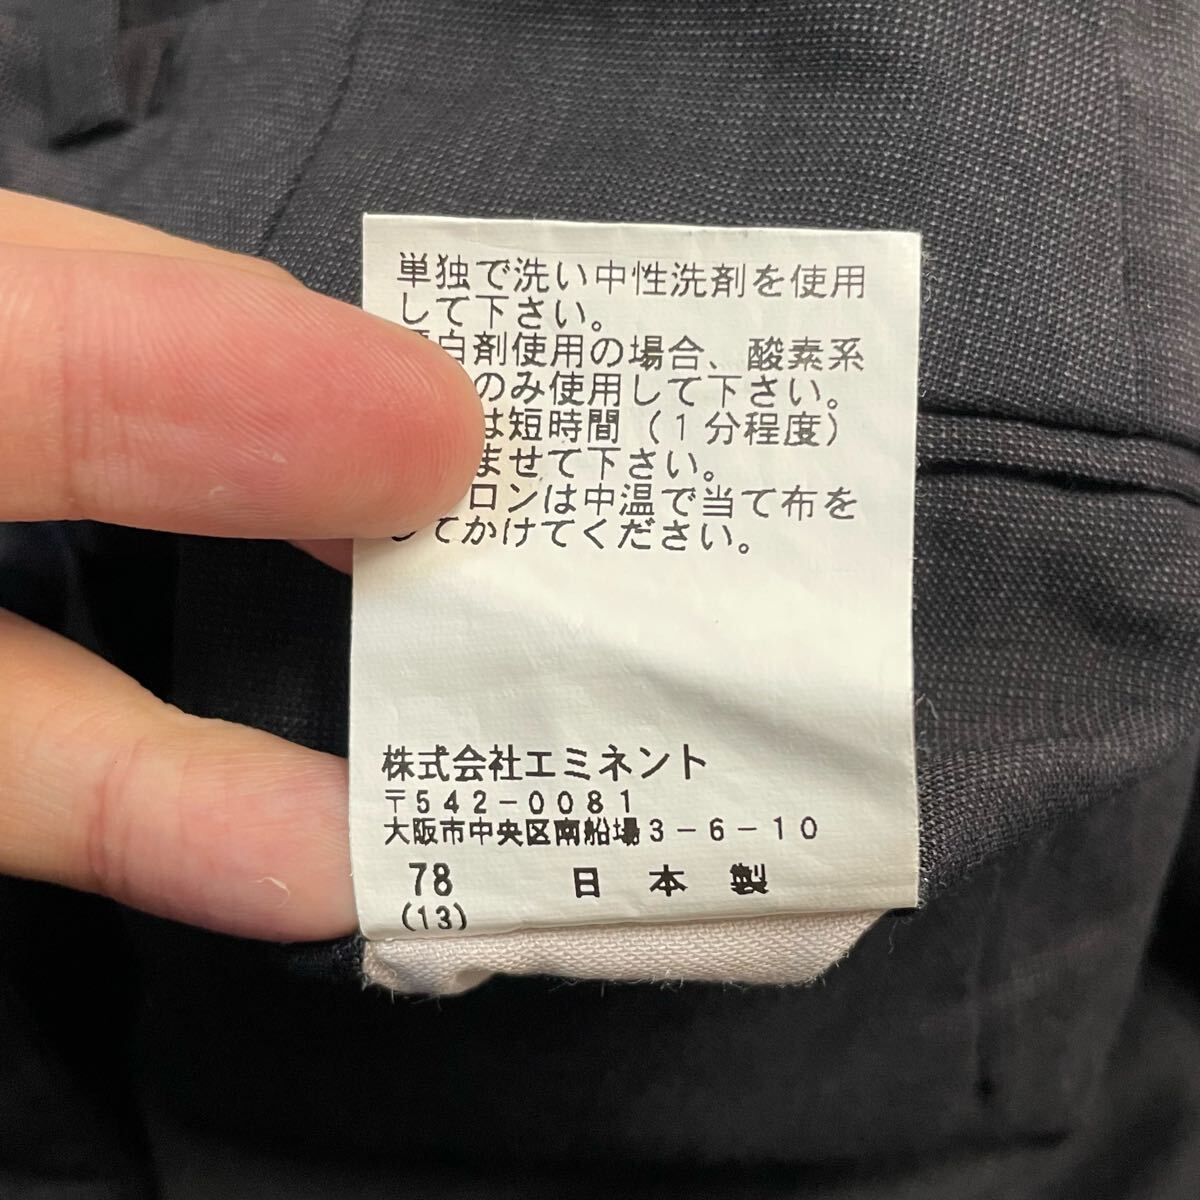 単独で洗い中性洗剤を使用
して下さい。
白剤使用の場合、酸素系
のみ使用して下さい。
は短時間（1分程度）
ませて下さい。
ロンは中温で当て布を
してかけてください。
株式会社エミネント
〒542-0081
大阪市中央区南船場3-6-10
78 日本製
(13)